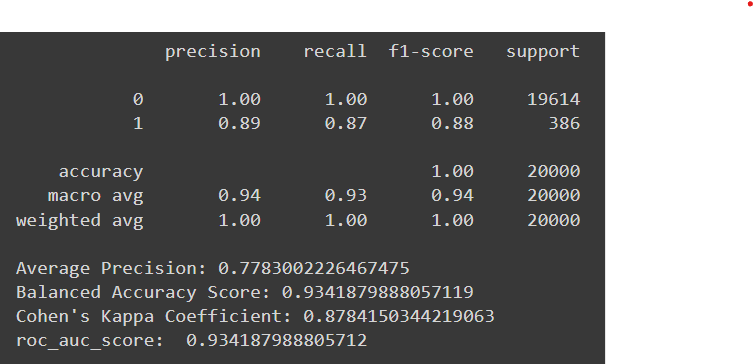 precision recall f1-score support
0 1.00 1.00 1.00 19614
1 0.89 0.87 0.88 386
accuracy 1.00 20000
macro avg 0.94 0.93 0.94 20000
weighted avg 1.00 1.00 1.00 20000
Average Precision: 0.7783002226467475
Balanced Accuracy Score: 0.9341879888057119
Cohen's Kappa Coefficient: 0.8784150344219063
roc_auc_score: 0.934187988805712